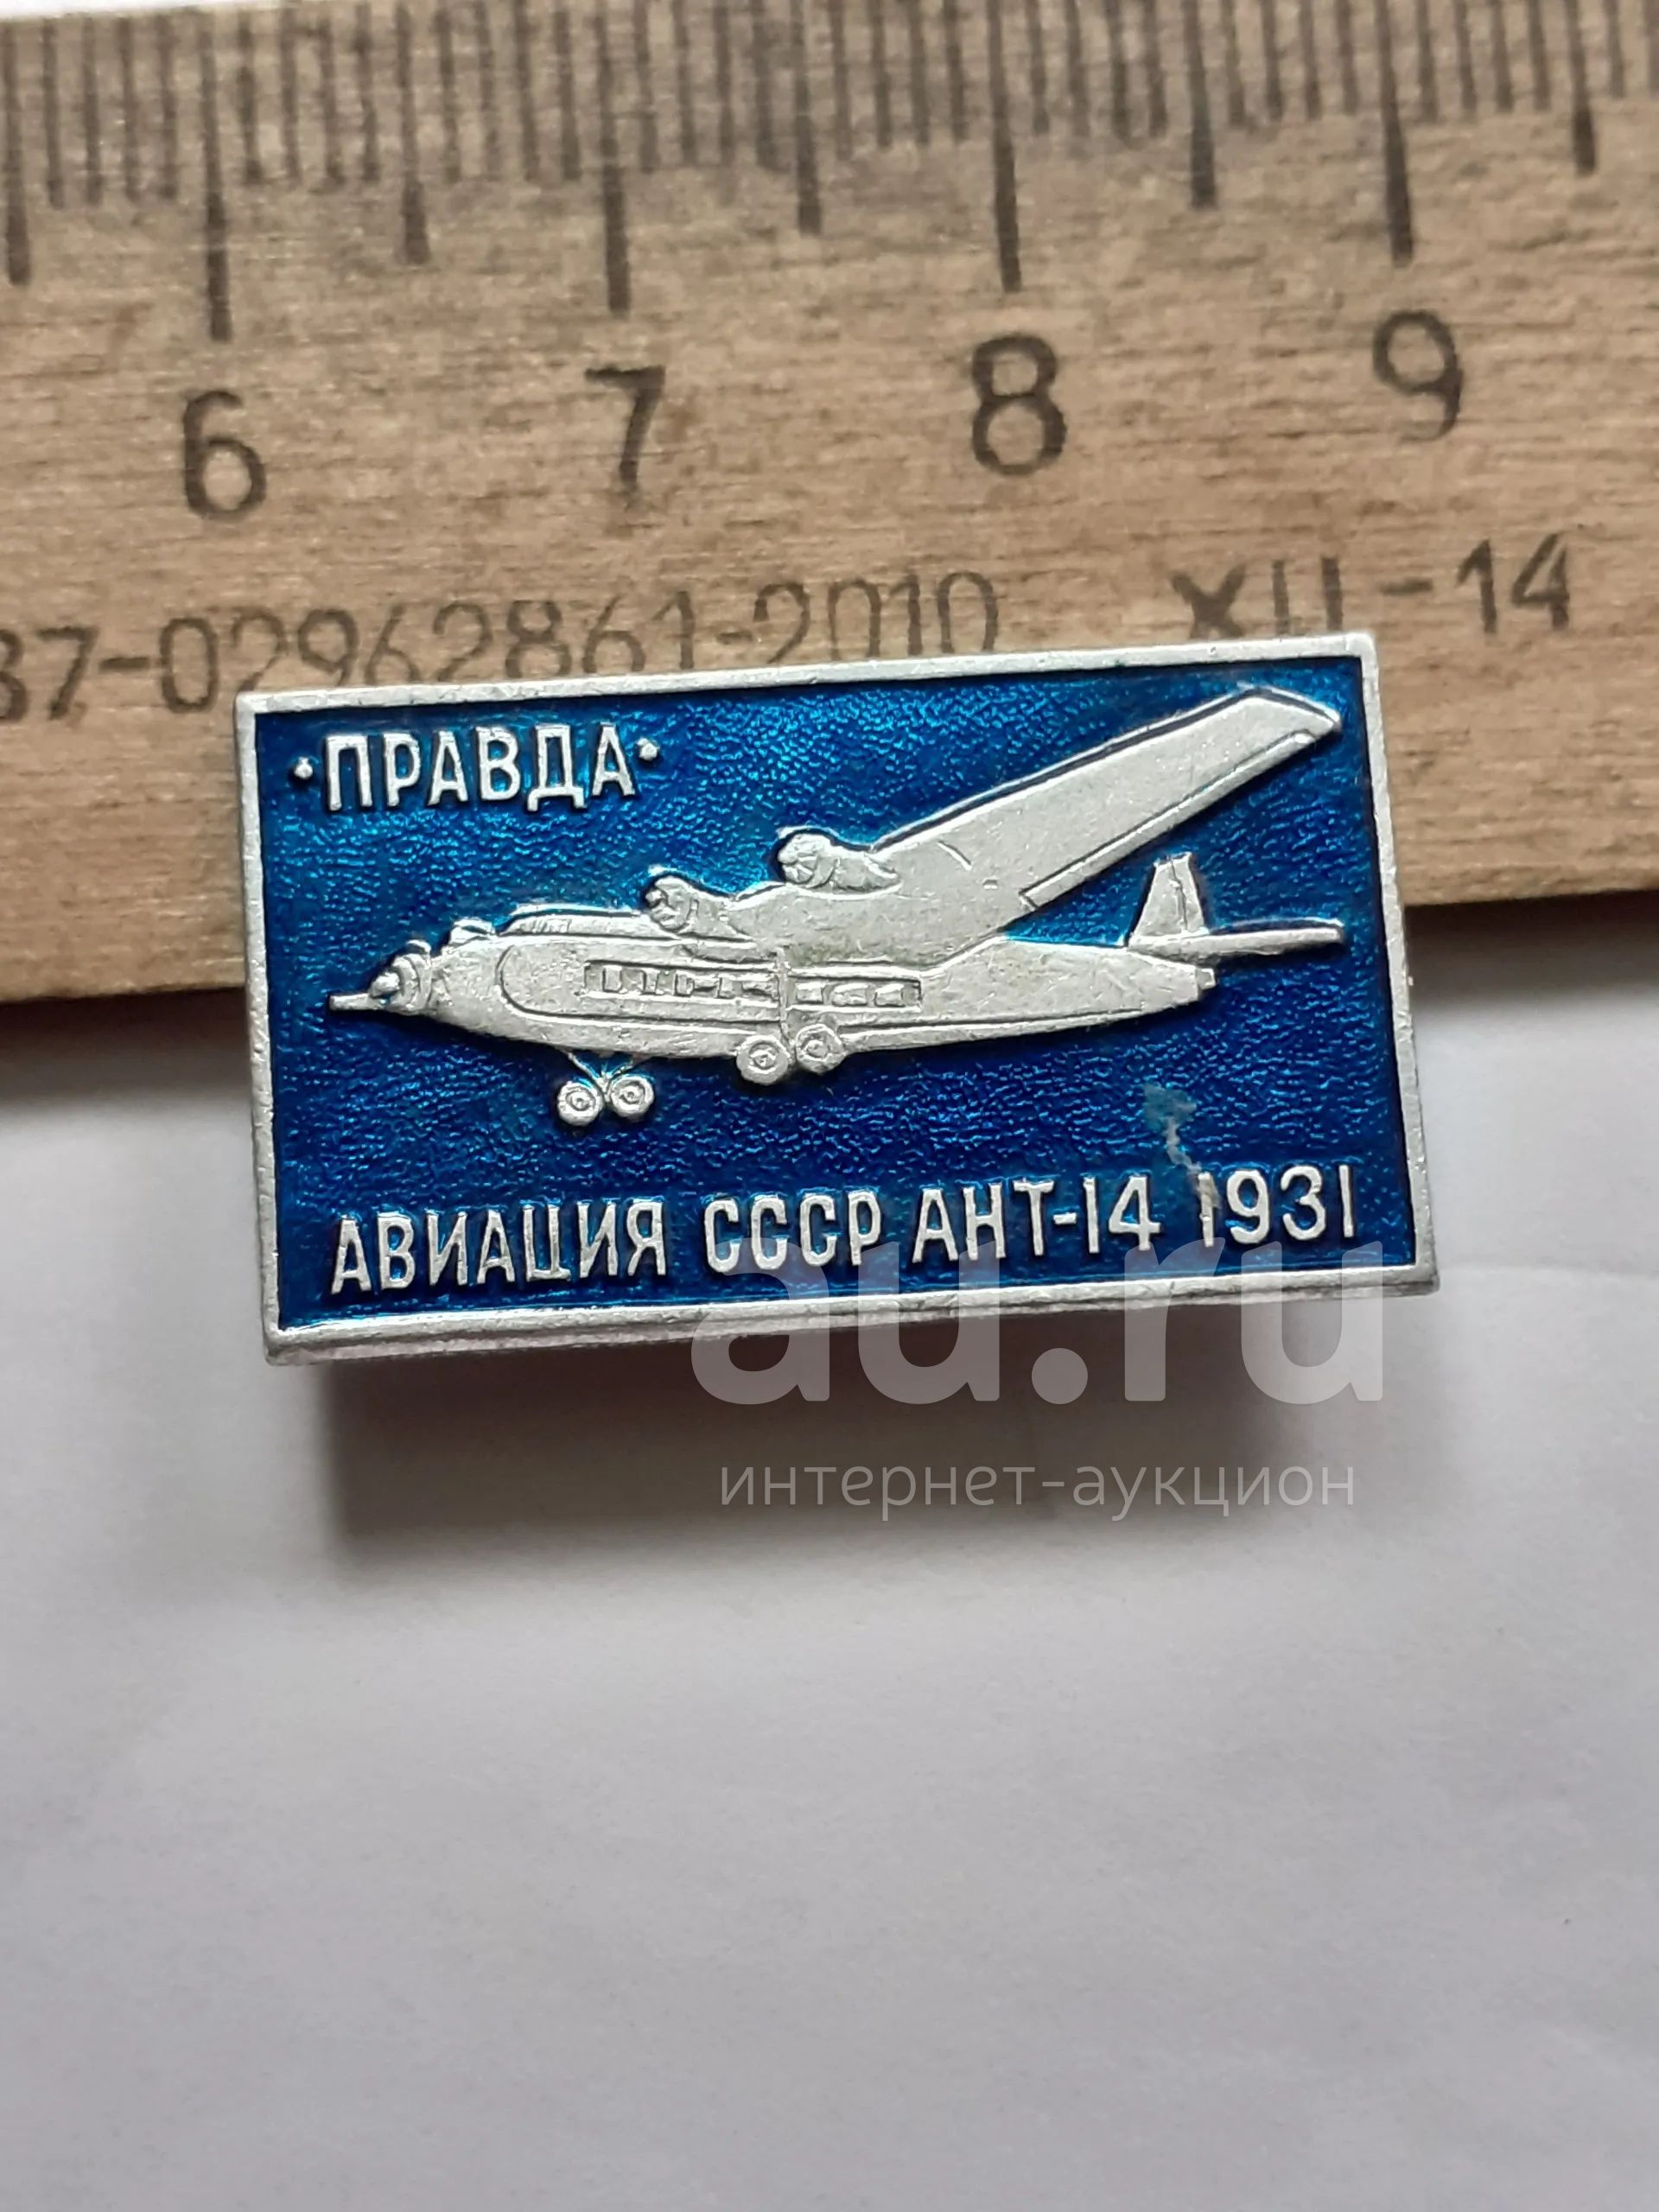 6 7 8 9
37-02962861-2010 XII-14
·ПРАВДА·
АВИАЦИЯ СССР АНТ-14 1931
au.ru
интернет-аукцион